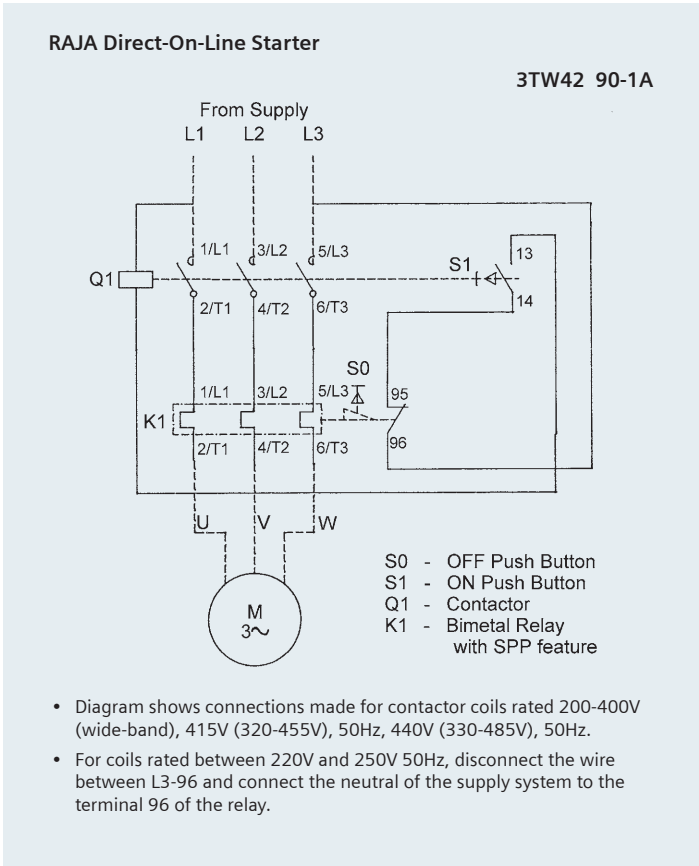 RAJA Direct-On-Line Starter
3TW42 90-1A
From Supply
L1 L2 L3
1/L1 3/L2 5/L3
13
S1
Q1
2/T1 4/T2 6/T3
14
S0
1/L1 3/L2 5/L3
95
K1
96
2/T1 4/T2 6/T3
U V W
M
3~
S0 - OFF Push Button
S1 - ON Push Button
Q1 - Contactor
K1 - Bimetal Relay
with SPP feature
• Diagram shows connections made for contactor coils rated 200-400V
(wide-band), 415V (320-455V), 50Hz, 440V (330-485V), 50Hz.
• For coils rated between 220V and 250V 50Hz, disconnect the wire
between L3-96 and connect the neutral of the supply system to the
terminal 96 of the relay.